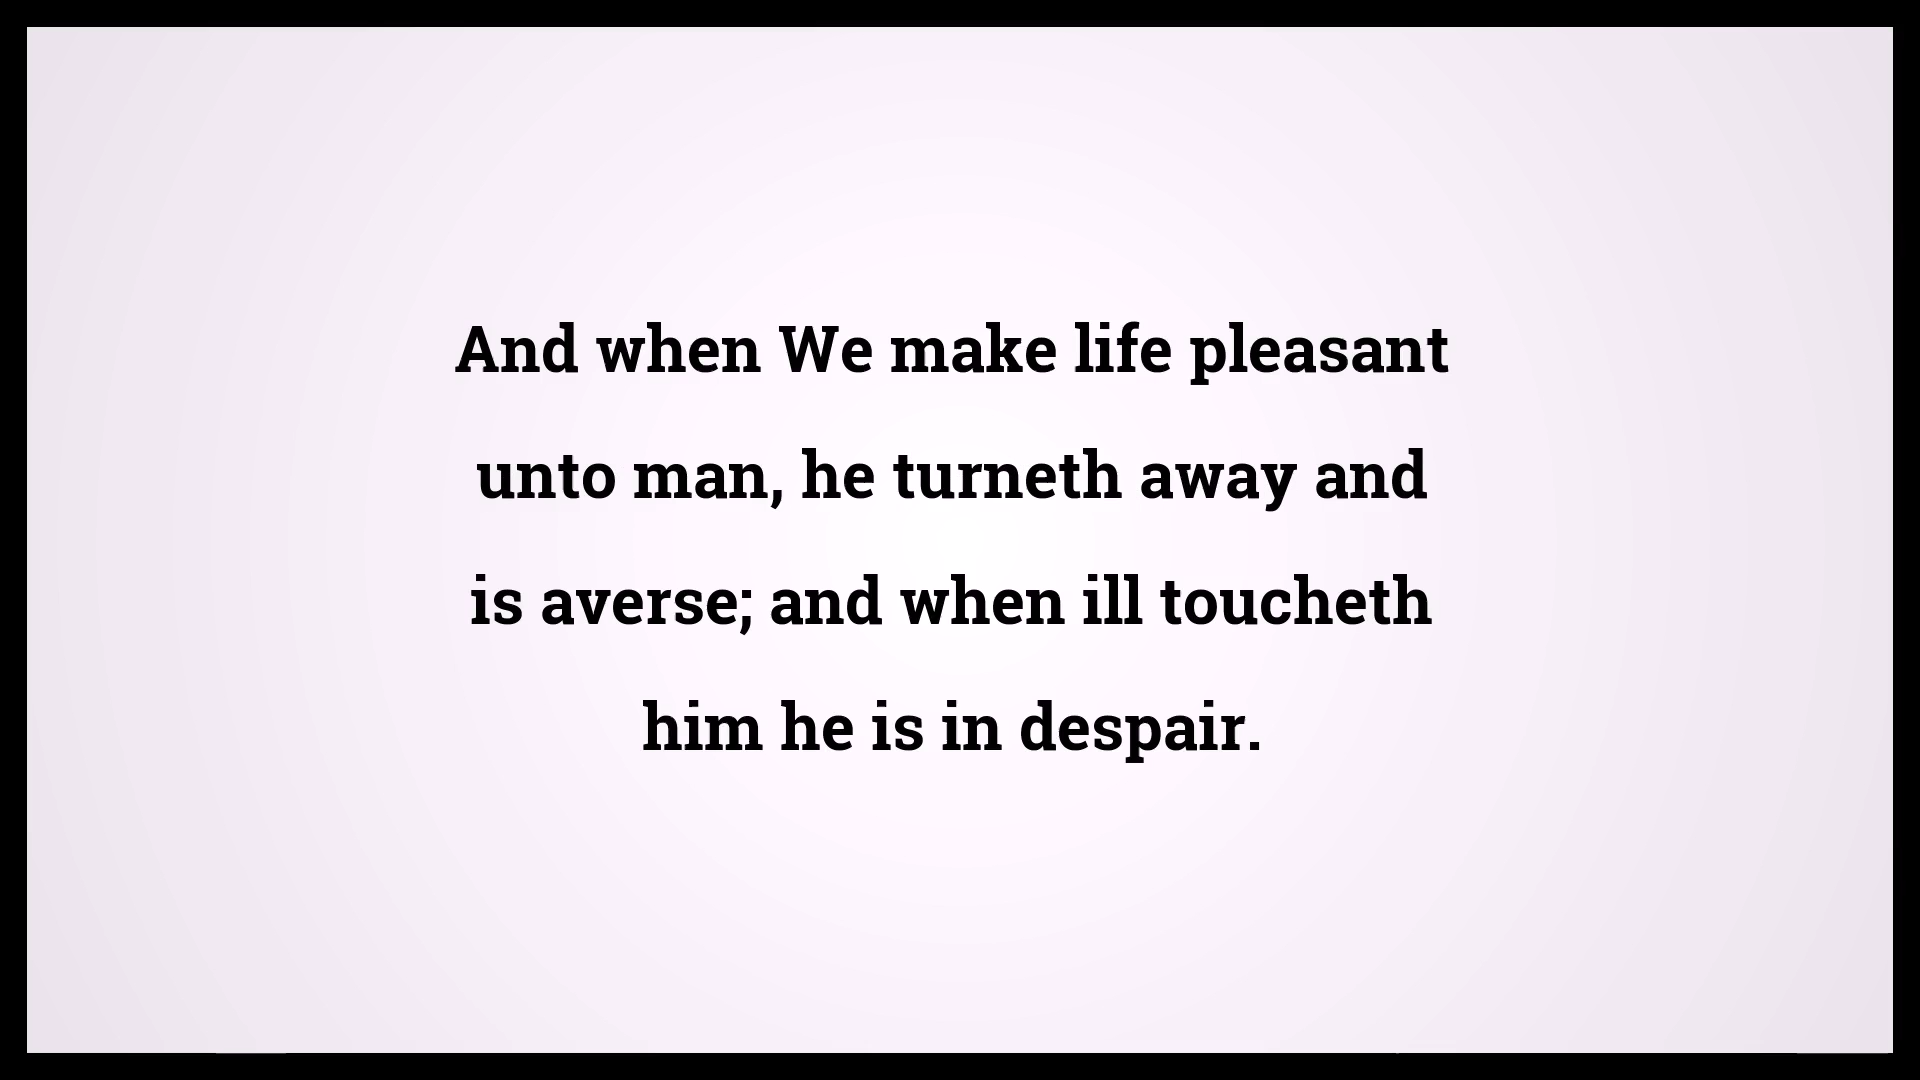 And when We make life pleasant
unto man, he turneth away and
is averse; and when ill toucheth
him he is in despair.